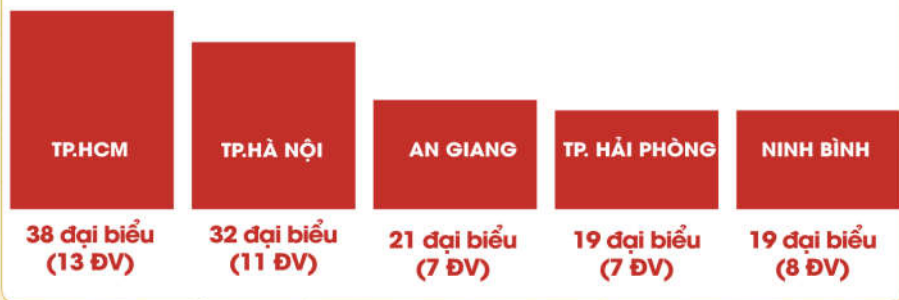 TP.HCM
TP.HÀ NỘI
AN GIANG
TP. HẢI PHÒNG
NINH BÌNH
38 đại biểu
(13 ĐV)
32 đại biểu
(11 ĐV)
21 đại biểu
(7 ĐV)
19 đại biểu
(7 ĐV)
19 đại biểu
(8 ĐV)